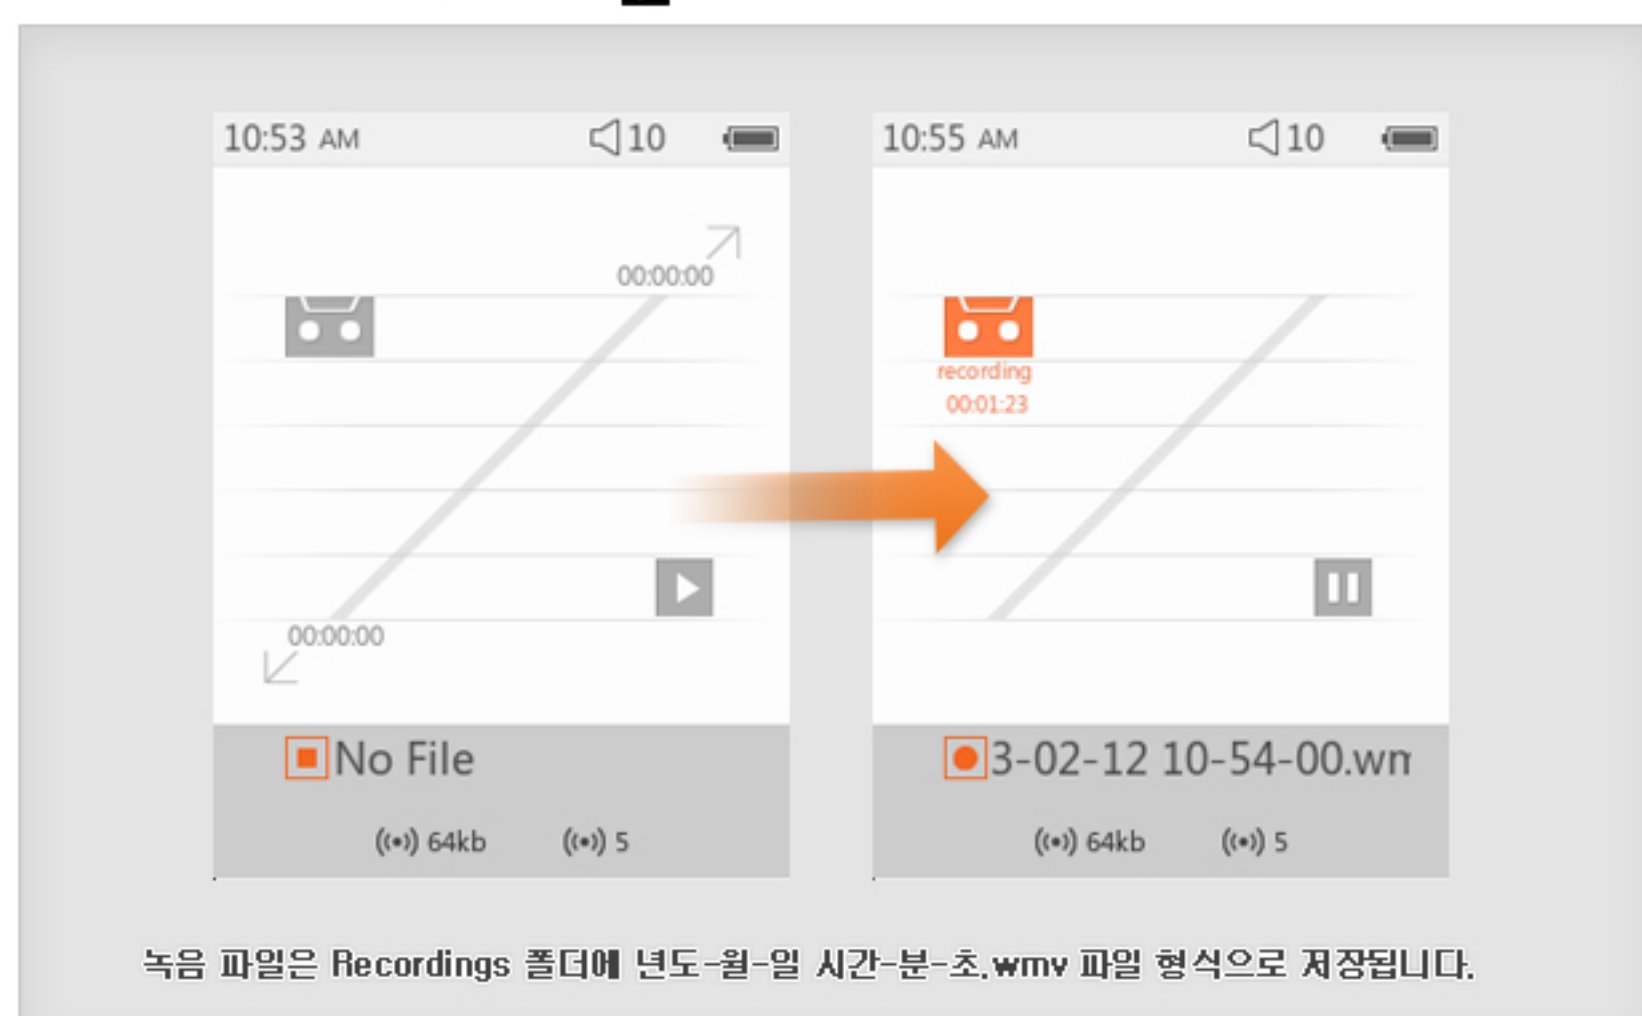 10:53 AM 10
00:00:00
00:00:00
No File
64kb 5
10:55 AM 10
recording
00:01:23
3-02-12 10-54-00.wm
64kb 5
녹음 파일은 Recordings 폴더에 년도-월-일 시간-분-초.wmv 파일 형식으로 저장됩니다.